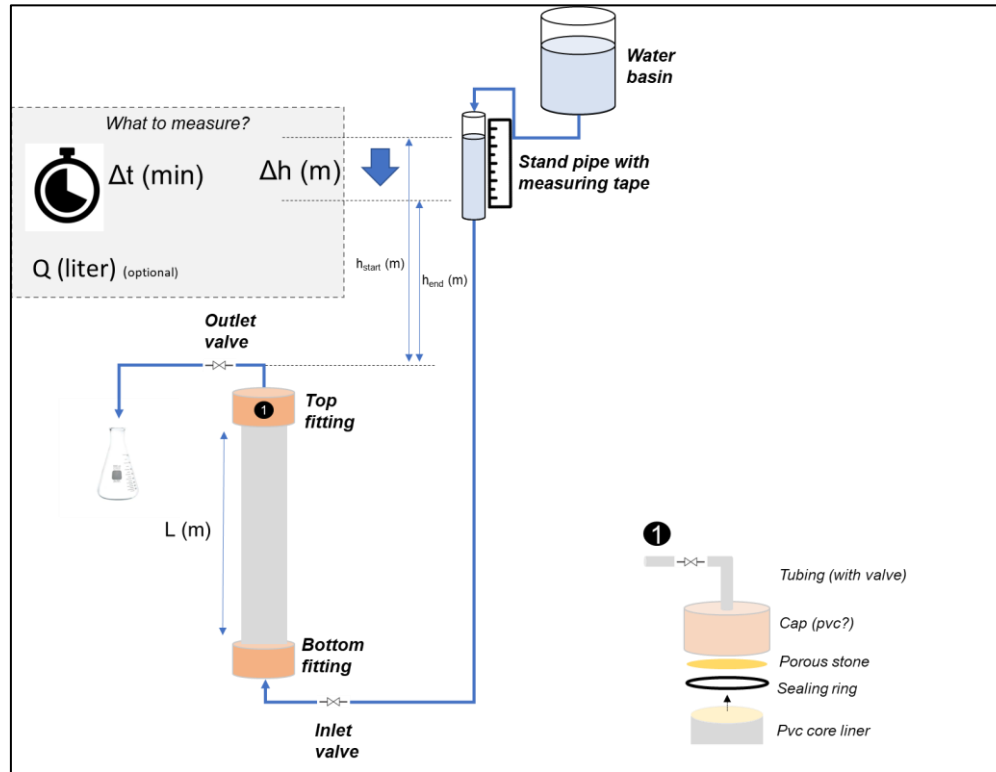 Water
basin
What to measure?
Δt (min)
Δh (m)
Stand pipe with
measuring tape
Q (liter) (optional)
hstart (m)
hend (m)
Outlet
valve
1
Top
fitting
L (m)
Bottom
fitting
Inlet
valve
1
Tubing (with valve)
Cap (pvc?)
Porous stone
Sealing ring
Pvc core liner